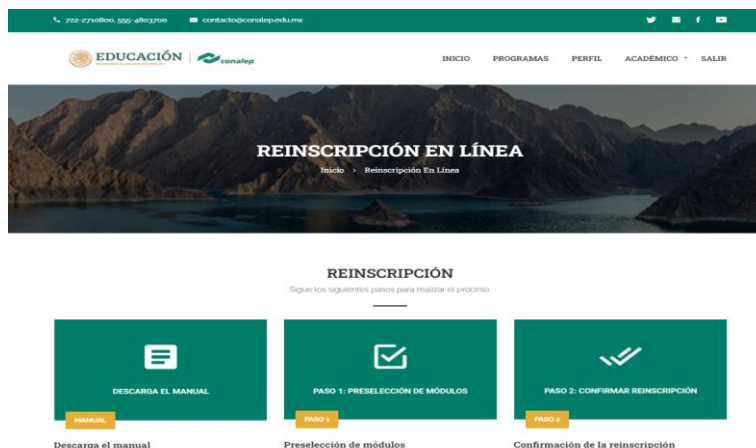 722-2710800, 555-4803700 contacto@conalep.edu.mx
EDUCACIÓN conalep
INICIO PROGRAMAS PERFIL ACADÉMICO SALIR
REINSCRIPCIÓN EN LÍNEA
Inicio > Reinscripción En Línea
REINSCRIPCIÓN
Sigue los siguientes pasos para realizar el proceso
DESCARGA EL MANUAL
PASO 1: PRESELECCIÓN DE MÓDULOS
PASO 2: CONFIRMAR REINSCRIPCIÓN
MANUAL
PASO 1
PASO 2
Descarga el manual
Preselección de módulos
Confirmación de la reinscripción